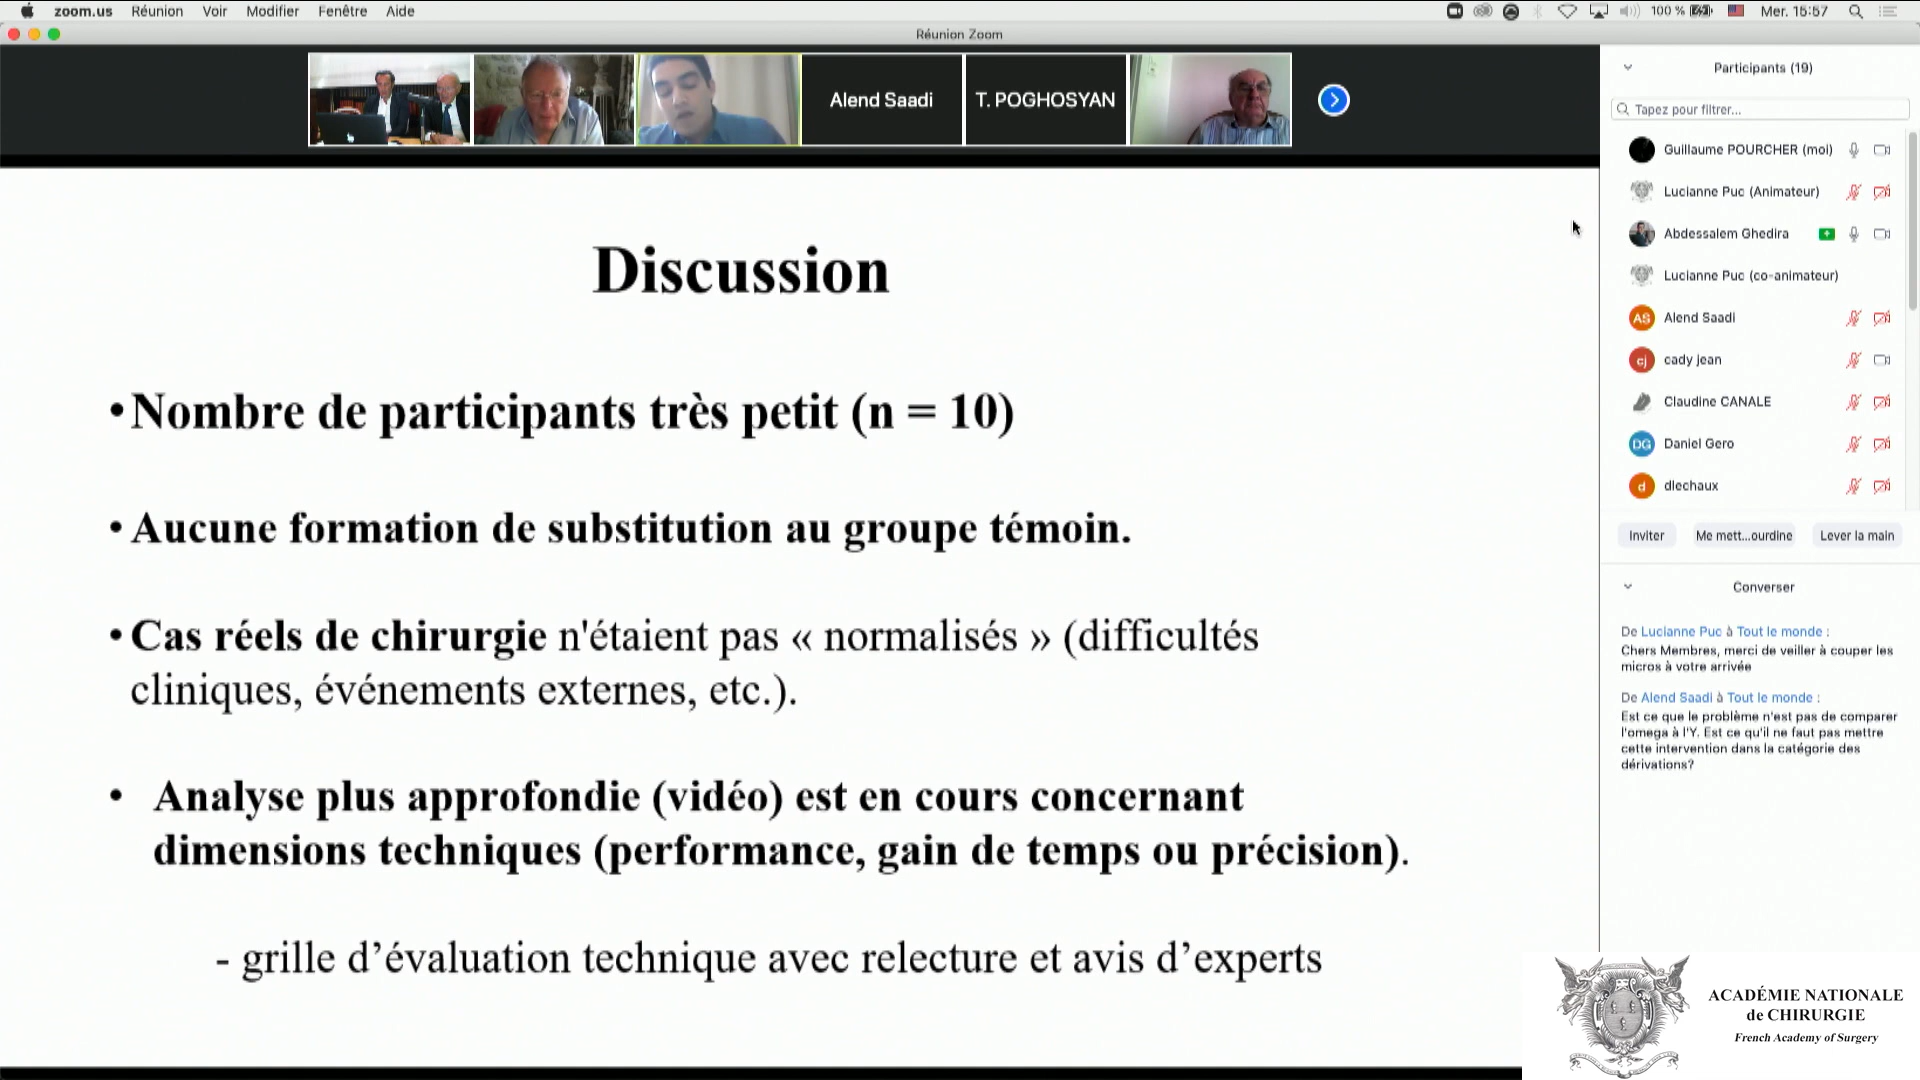 zoom.us Réunion Voir Modifier Fenêtre Aide
100 % Mer. 15:57
Réunion Zoom
Alend Saadi
T. POGHOSYAN
Discussion
•Nombre de participants très petit (n = 10)
•Aucune formation de substitution au groupe témoin.
•Cas réels de chirurgie n'étaient pas « normalisés » (difficultés
cliniques, événements externes, etc.).
• Analyse plus approfondie (vidéo) est en cours concernant
dimensions techniques (performance, gain de temps ou précision).
- grille d’évaluation technique avec relecture et avis d’experts
Participants (19)
Tapez pour filtrer...
Guillaume POURCHER (moi)
Lucianne Puc (Animateur)
Abdessalem Ghedira
Lucianne Puc (co-animateur)
AS Alend Saadi
cj cady jean
Claudine CANALE
DG Daniel Gero
d dlechaux
Inviter Me mett...ourdine Lever la main
Converser
De Lucianne Puc à Tout le monde :
Chers Membres, merci de veiller à couper les
micros à votre arrivée
De Alend Saadi à Tout le monde :
Est ce que le problème n'est pas de comparer
l'omega à l'Y. Est ce qu'il ne faut pas mettre
cette intervention dans la catégorie des
dérivations?
ACADÉMIE NATIONALE
de CHIRURGIE
French Academy of Surgery